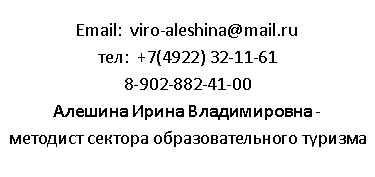 Email: viro-aleshina@mail.ru
тел: +7(4922) 32-11-61
8-902-882-41-00
Алешина Ирина Владимировна -
методист сектора образовательного туризма